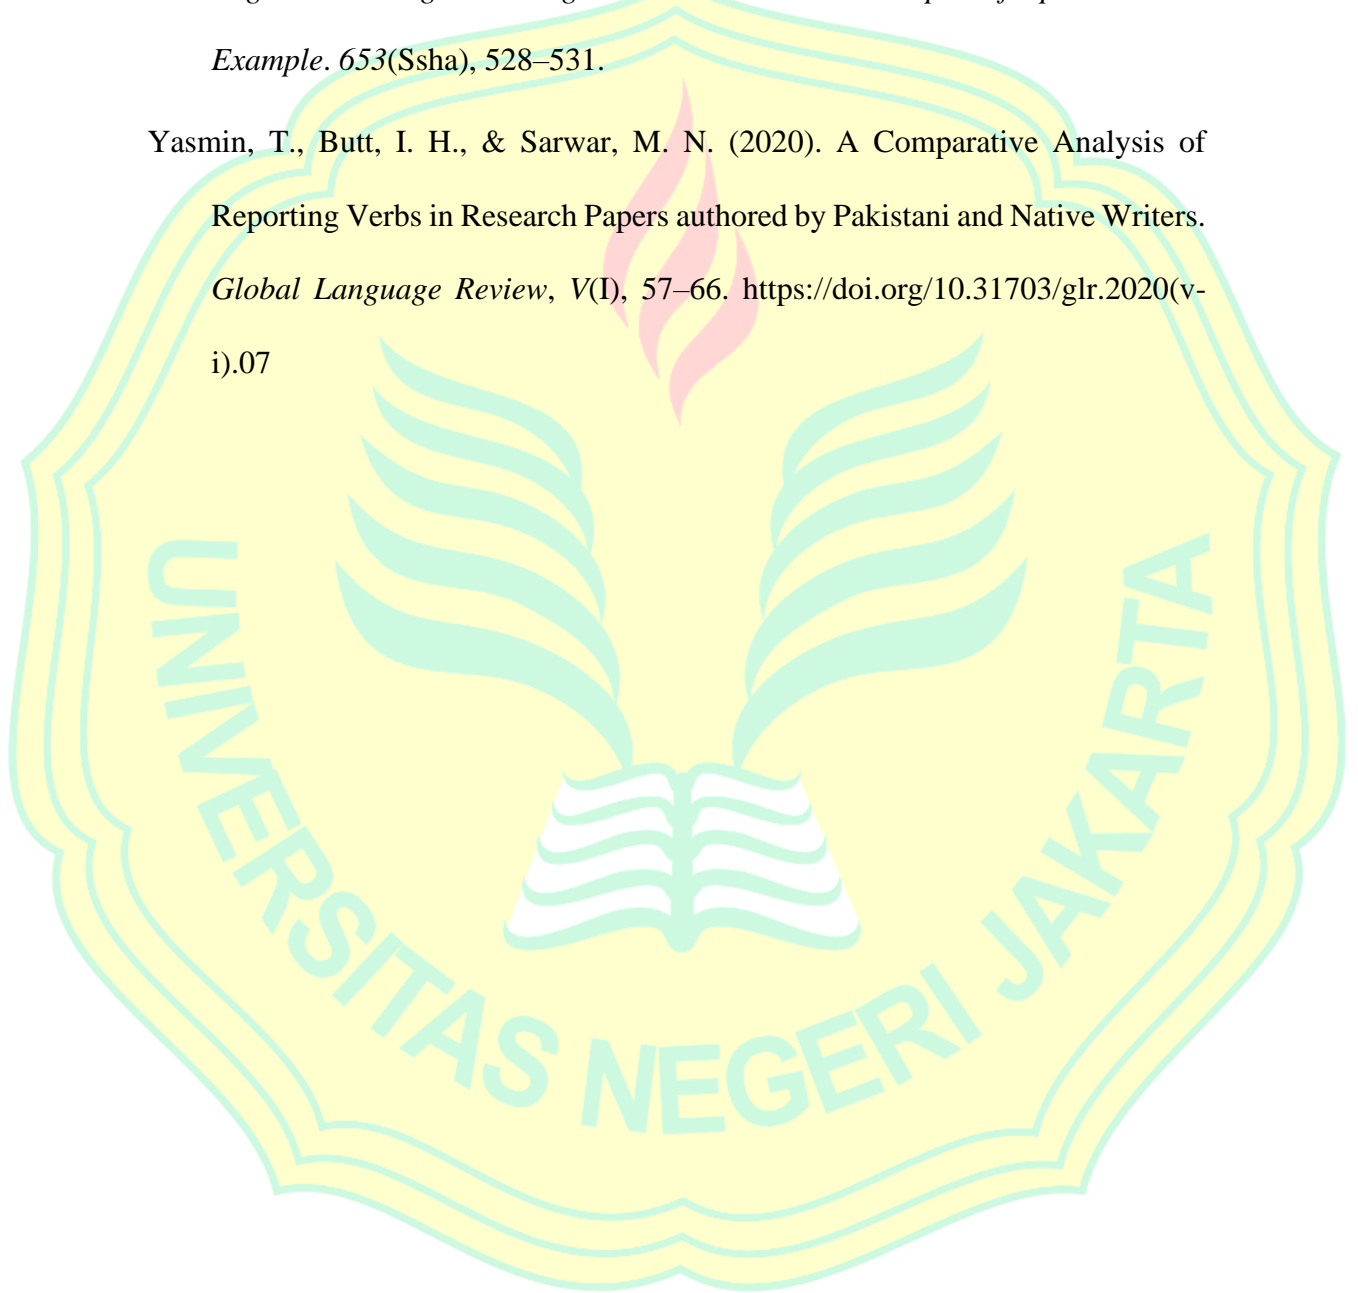 Example. 653(Ssha), 528–531.
Yasmin, T., Butt, I. H., & Sarwar, M. N. (2020). A Comparative Analysis of
Reporting Verbs in Research Papers authored by Pakistani and Native Writers.
Global Language Review, V(I), 57–66. https://doi.org/10.31703/glr.2020(v-
i).07
UNIVERSITAS NEGERI JAKARTA